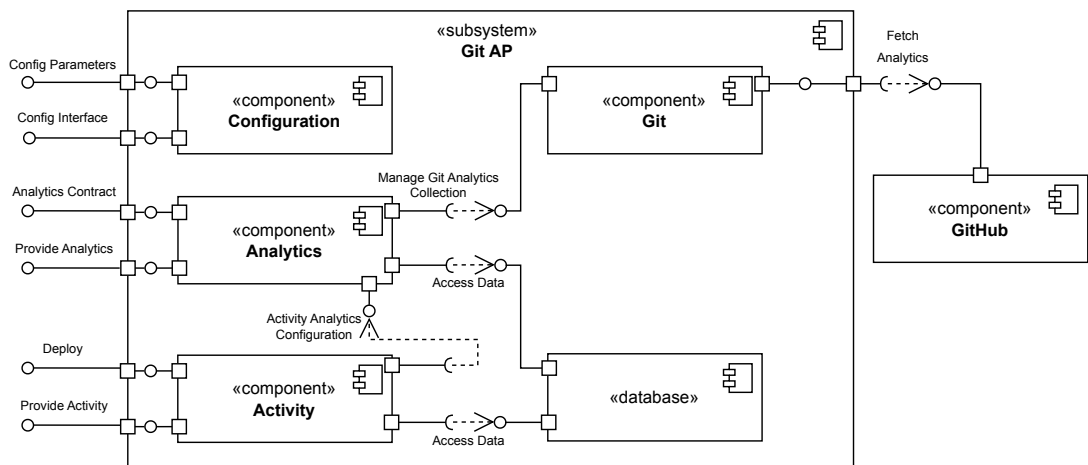 «subsystem»
Git AP
Fetch
Analytics
Config Parameters
Config Interface
«component»
Configuration
«component»
Git
Manage Git Analytics
Collection
Analytics Contract
Provide Analytics
«component»
Analytics
Access Data
«component»
GitHub
Activity Analytics
Configuration
Deploy
Provide Activity
«component»
Activity
Access Data
«database»